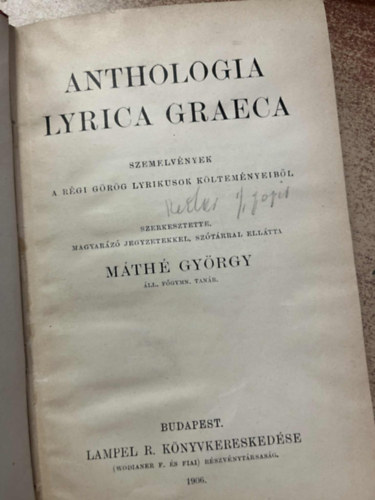 ANTHOLOGIA
LYRICA GRAECA
SZEMELVÉNYEK
A RÉGI GÖRÖG LYRIKUSOK KÖLTEMÉNYEIBŐL
SZERKESZTETTE,
MAGYARÁZÓ JEGYZETEKKEL, SZÓTÁRRAL ELLÁTTA
MÁTHÉ GYÖRGY
ÁLL. FŐGYMN. TANÁR.
BUDAPEST.
LAMPEL R. KÖNYVKERESKEDÉSE
(WODIANER F. ÉS FIAI) RÉSZVÉNYTÁRSASÁG.
1906.